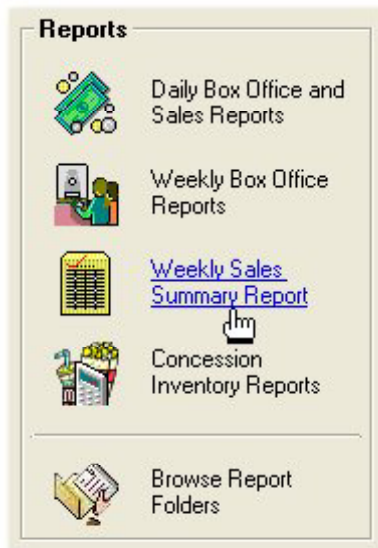 Reports
Daily Box Office and
Sales Reports
Weekly Box Office
Reports
Weekly Sales
Summary Report
Concession
Inventory Reports
Browse Report
Folders